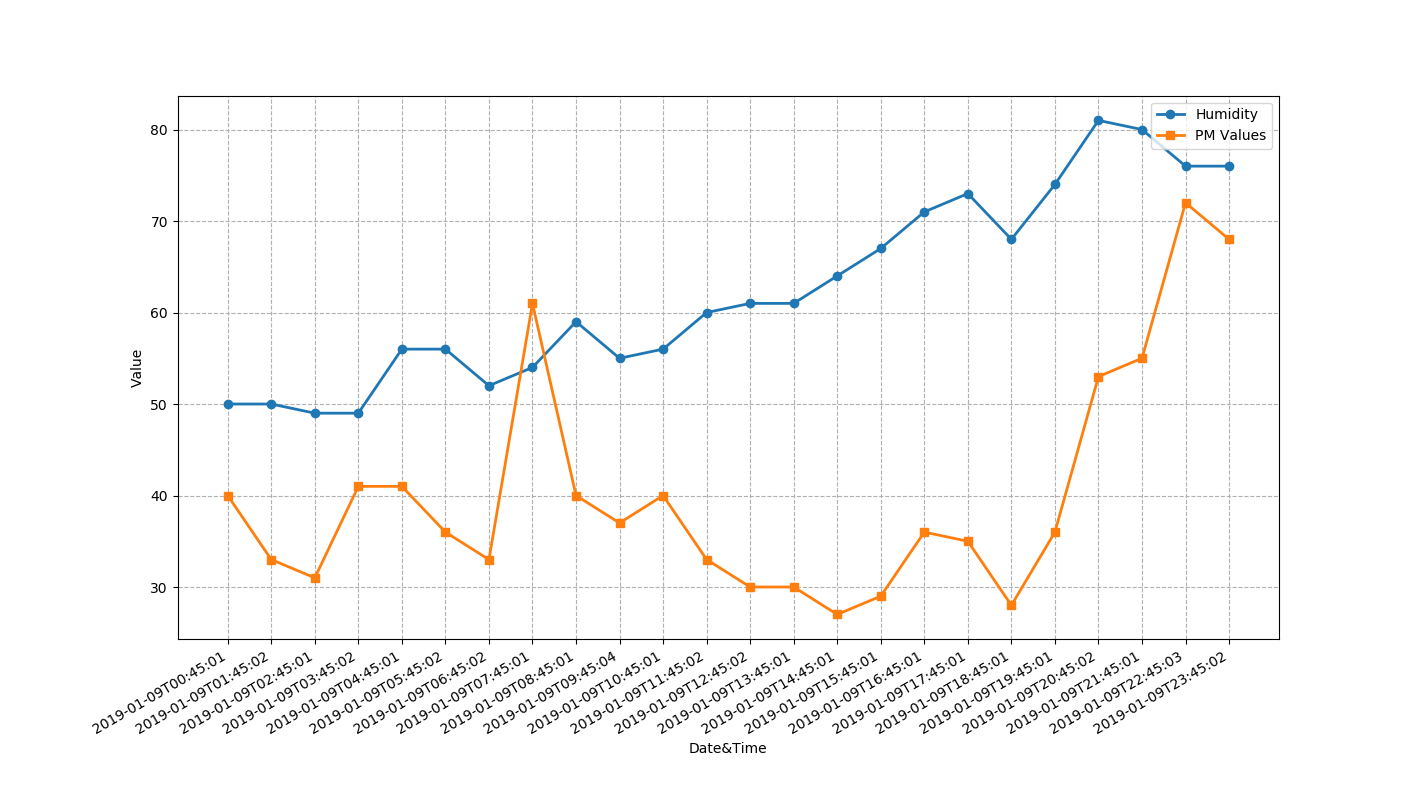 Humidity
PM Values
80
70
60
50
40
30
Value
2019-01-09T00:45:01
2019-01-09T01:45:02
2019-01-09T02:45:01
2019-01-09T03:45:02
2019-01-09T04:45:01
2019-01-09T05:45:02
2019-01-09T06:45:02
2019-01-09T07:45:01
2019-01-09T08:45:01
2019-01-09T09:45:04
2019-01-09T10:45:01
2019-01-09T11:45:02
2019-01-09T12:45:02
2019-01-09T13:45:01
2019-01-09T14:45:01
2019-01-09T15:45:01
2019-01-09T16:45:01
2019-01-09T17:45:01
2019-01-09T18:45:01
2019-01-09T19:45:01
2019-01-09T20:45:02
2019-01-09T21:45:01
2019-01-09T22:45:03
2019-01-09T23:45:02
Date&Time